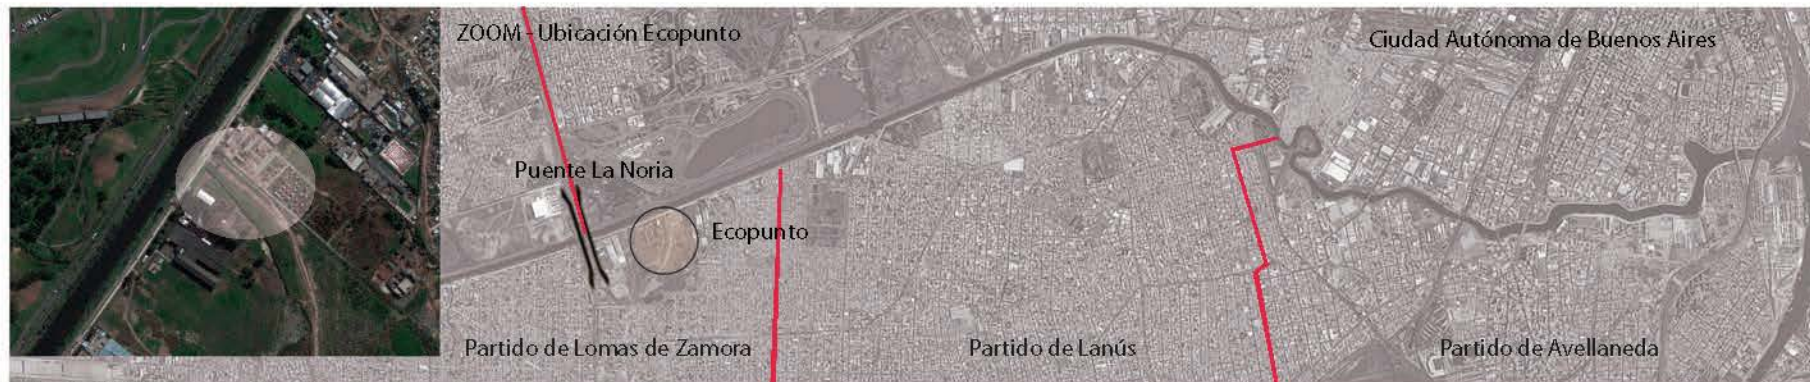 ZOOM - Ubicación Ecopunto
Ciudad Autónoma de Buenos Aires
Puente La Noria
Ecopunto
Partido de Lomas de Zamora
Partido de Lanús
Partido de Avellaneda